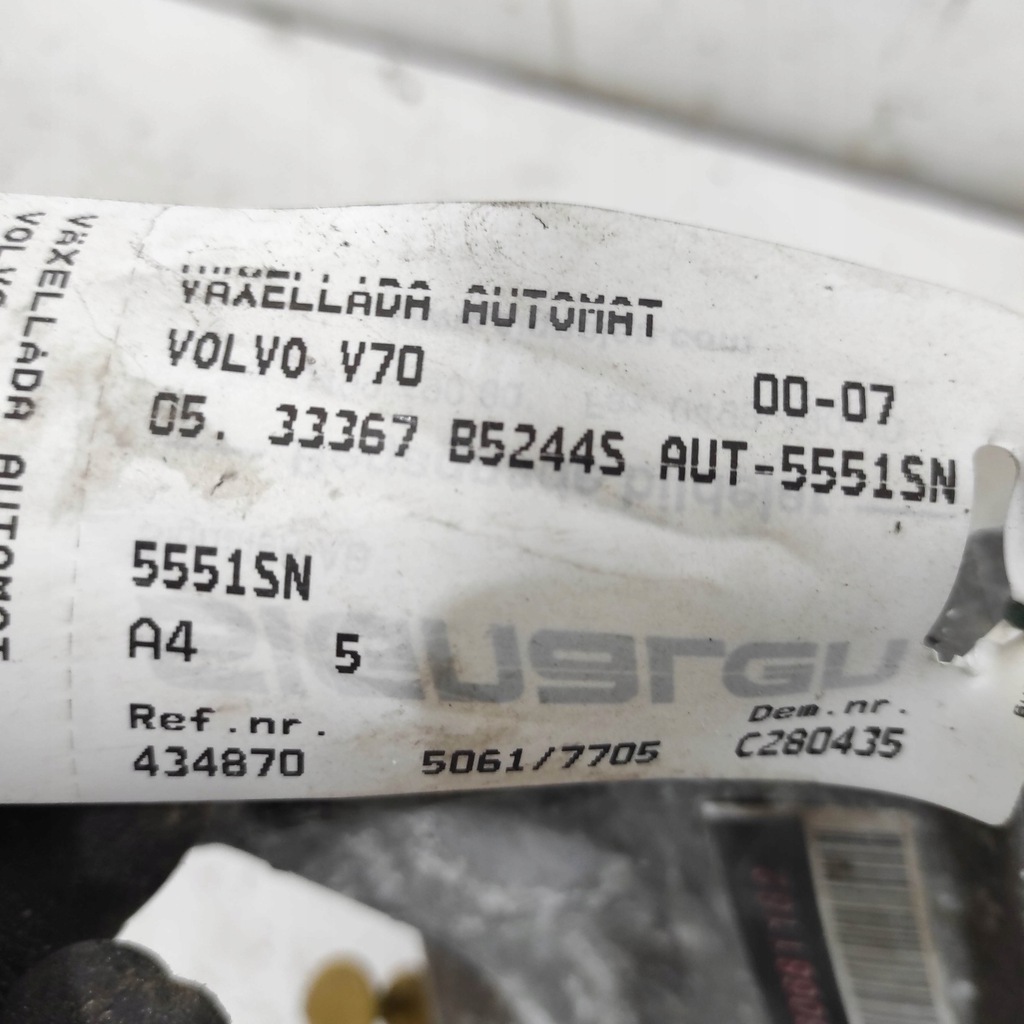 VÄXELLÅDA AUTOMAT
VOLVO V70 00-07
05. 33367 B5244S AUT-5551SN
5551SN
A4 5
Ref.nr. Dem.nr.
434870 5061/7705 C280435
VÄXELLÅDA AUTOMAT
VOLVO